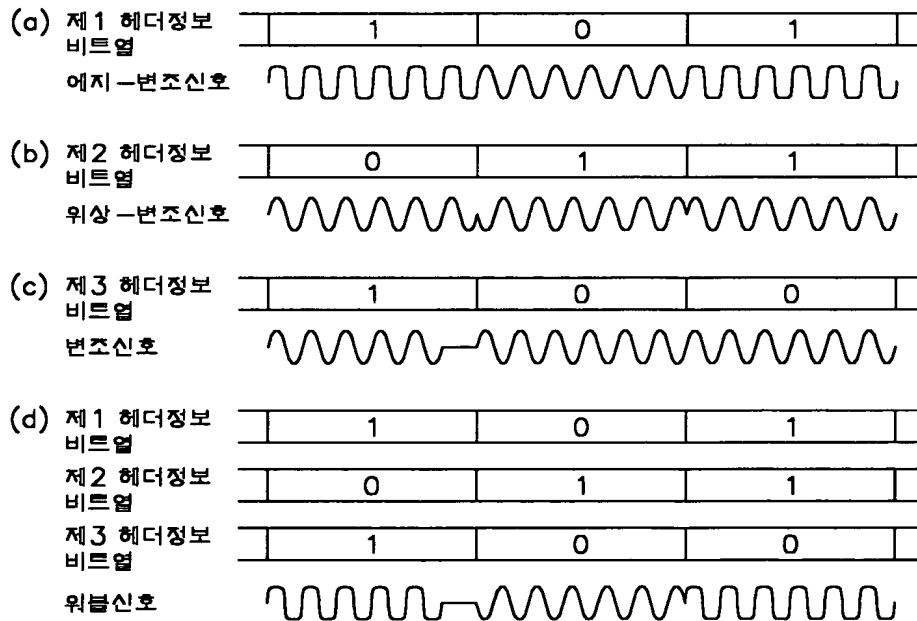 (a) 제1 헤더정보
비트열
1 0 1
에지-변조신호
(b) 제2 헤더정보
비트열
0 1 1
위상-변조신호
(c) 제3 헤더정보
비트열
1 0 0
변조신호
(d) 제1 헤더정보
비트열
1 0 1
제2 헤더정보
비트열
0 1 1
제3 헤더정보
비트열
1 0 0
워블신호